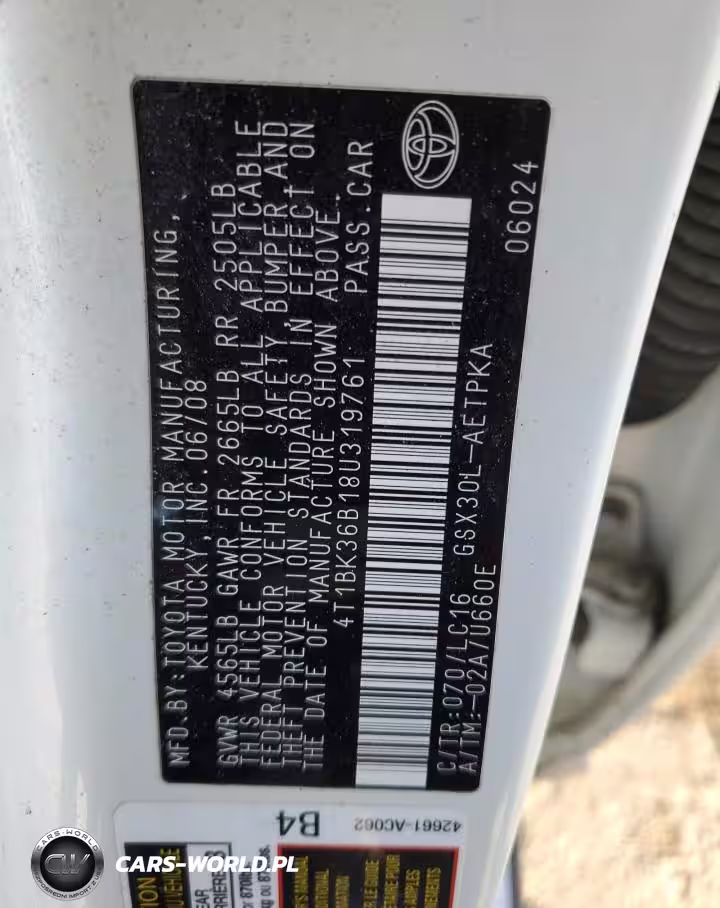 MFD.BY:TOYOTA MOTOR MANUFACTURING,
KENTUCKY, INC. 06/08
GVWR 4565LB GAWR FR 2665LB RR 2505LB
THIS VEHICLE CONFORMS TO ALL APPLICABLE
FEDERAL MOTOR VEHICLE SAFETY, BUMPER AND
THEFT PREVENTION STANDARDS IN EFFECT ON
THE DATE OF MANUFACTURE SHOWN ABOVE.
4T1BK36B18U319761 PASS CAR
C/TR:070/LC16 GSX30L-AETPKA
A/TM:-02A/U660E 06024
B4
42661-AC062
CARS-WORLD.PL
CW